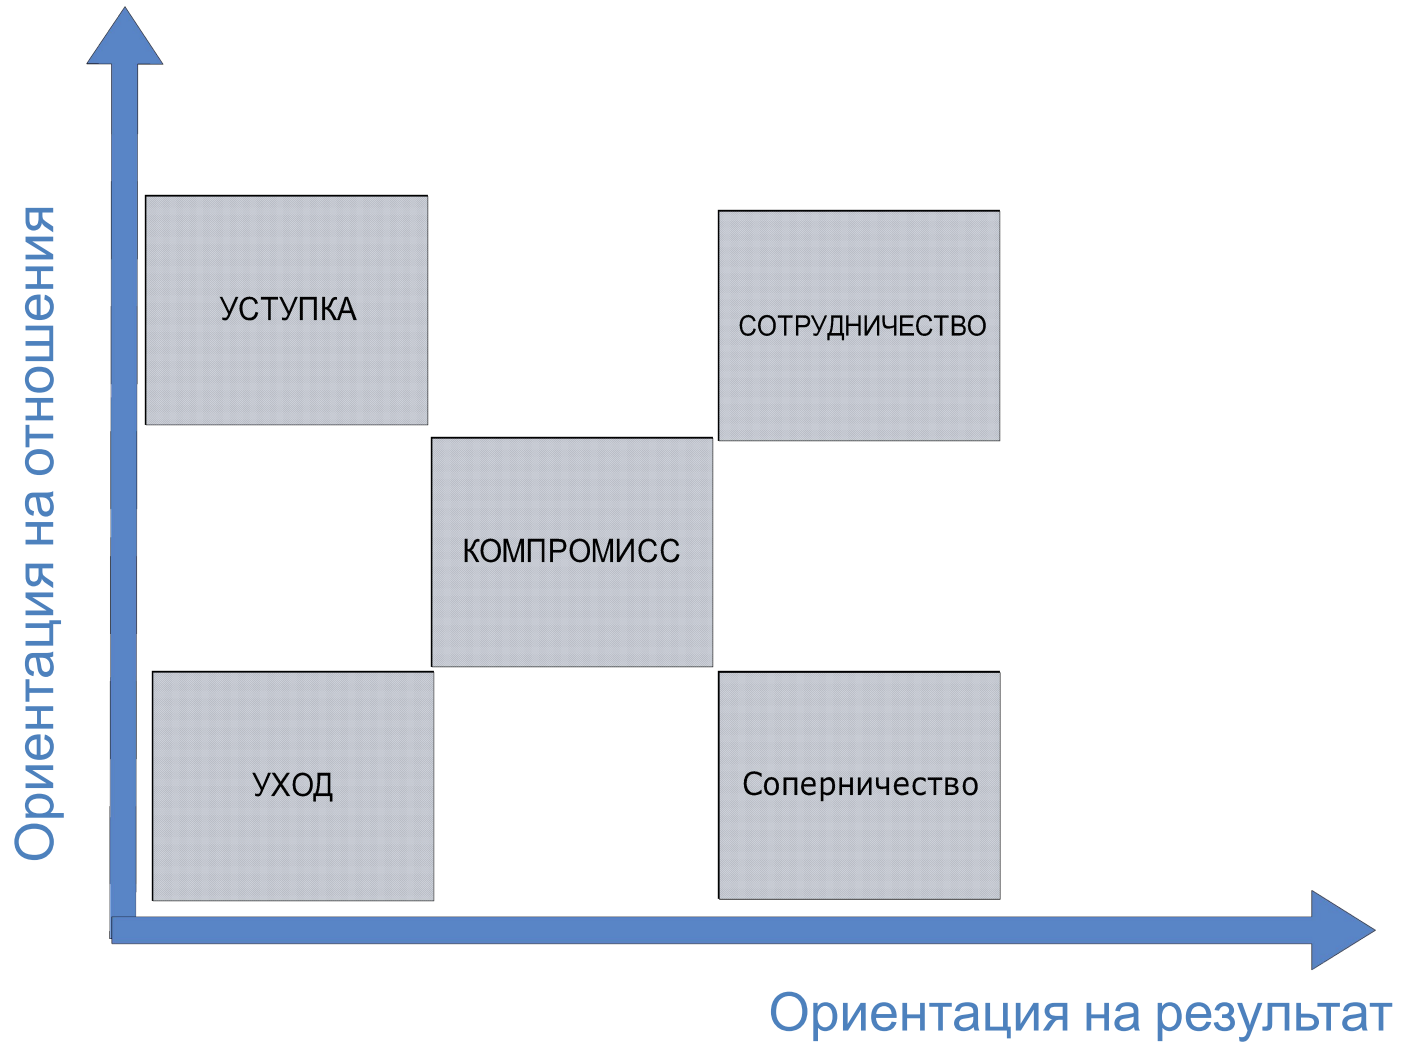 Ориентация на отношения
УСТУПКА
СОТРУДНИЧЕСТВО
КОМПРОМИСС
УХОД
Соперничество
Ориентация на результат